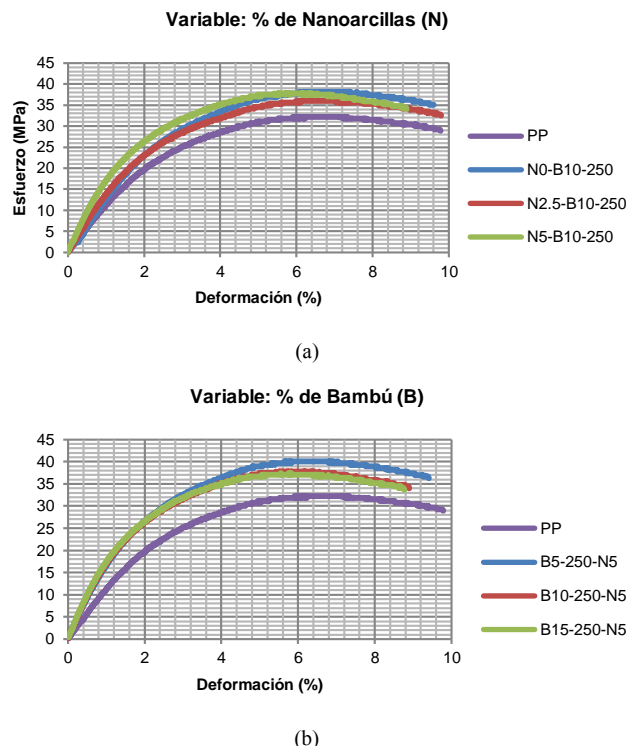 Variable: % de Nanoarcillas (N)
Esfuerzo (MPa)
45
40
35
30
25
20
15
10
5
0
0 2 4 6 8 10
Deformación (%)
PP
N0-B10-250
N2.5-B10-250
N5-B10-250
(a)
Variable: % de Bambú (B)
45
40
35
30
25
20
15
10
5
0
0 2 4 6 8 10
Deformación (%)
PP
B5-250-N5
B10-250-N5
B15-250-N5
(b)